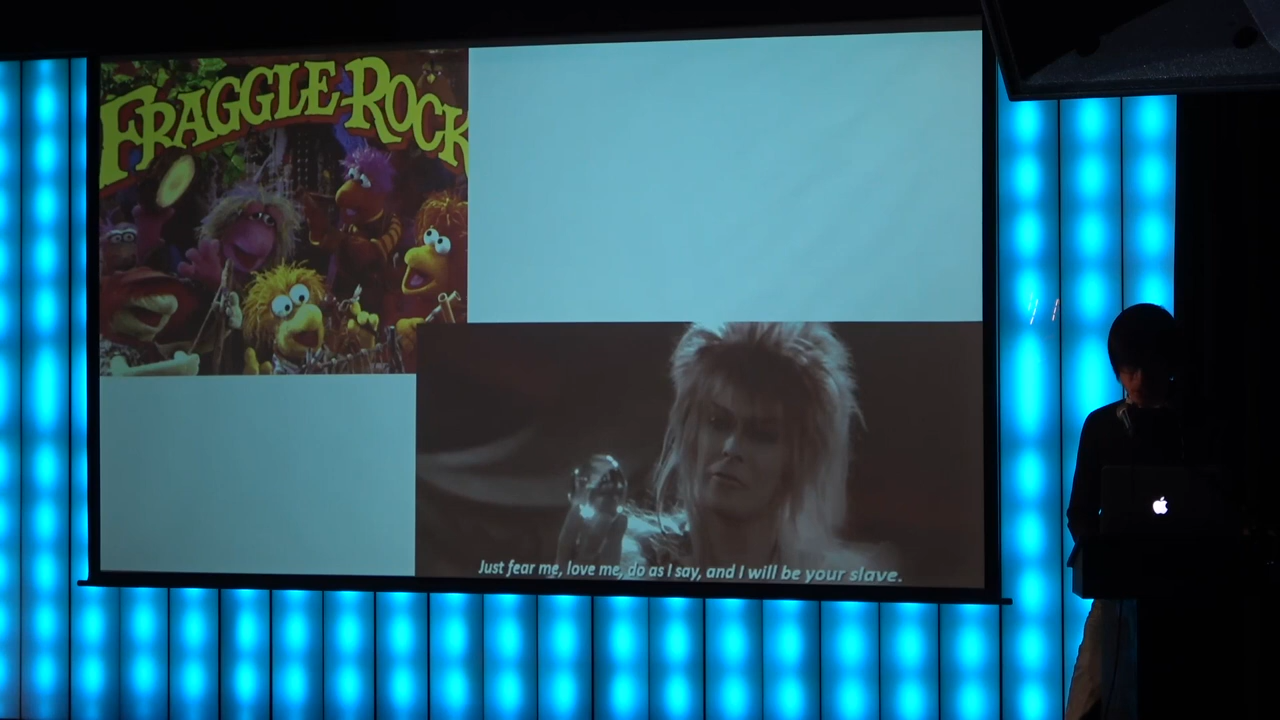 FRAGGLE ROCK
Just fear me, love me, do as I say, and I will be your slave.